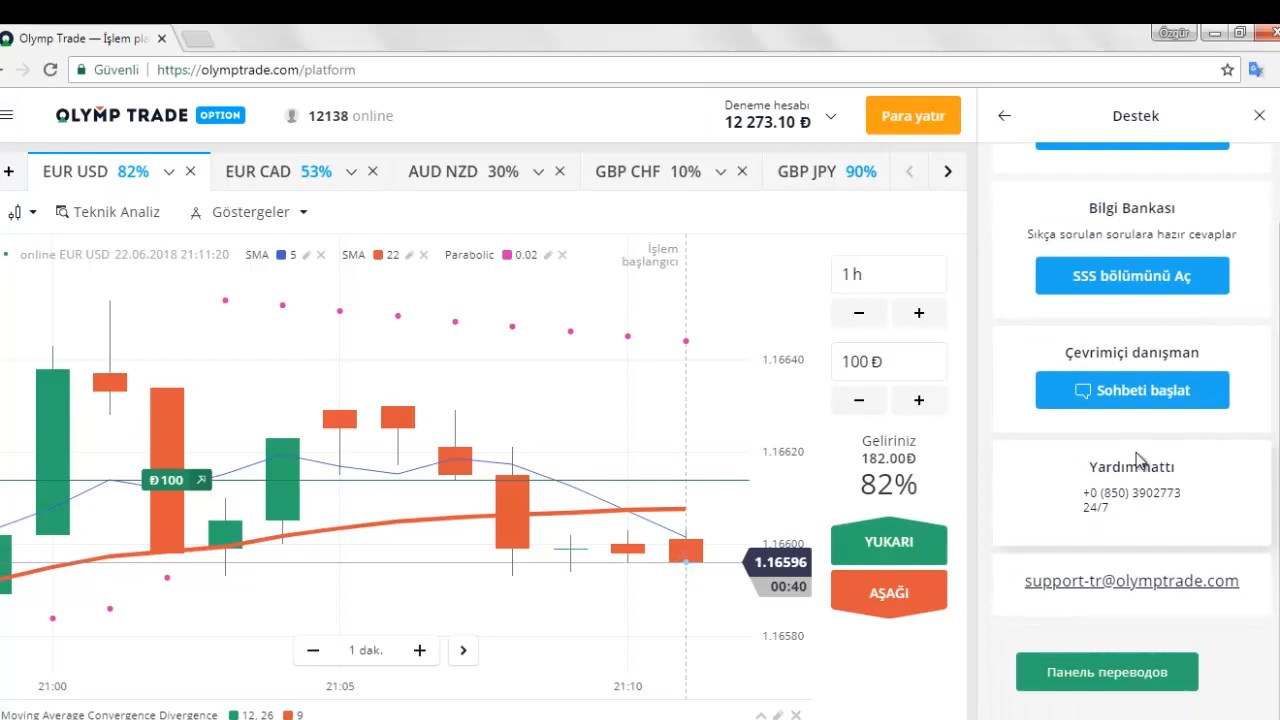 Olymp Trade — İşlem pla
Özgür
Güvenli https://olymptrade.com/platform
OLYMP TRADE OPTION
12138 online
Deneme hesabı
12 273.10 Đ
Para yatır
Destek
EUR USD 82%
EUR CAD 53%
AUD NZD 30%
GBP CHF 10%
GBP JPY 90%
Teknik Analiz
Göstergeler
online EUR USD 22.06.2018 21:11:20
SMA 5
SMA 22
Parabolic 0.02
İşlem
başlangıcı
1.16640
1.16620
1.16600
1.16596
00:40
1.16580
Đ100
1 dak.
21:00
21:05
21:10
Moving Average Convergence Divergence 12, 26 9
1 h
100 Đ
Geliriniz
182.00Đ
82%
YUKARI
AŞAĞI
Bilgi Bankası
Sıkça sorulan sorulara hazır cevaplar
SSS bölümünü Aç
Çevrimiçi danışman
Sohbeti başlat
Yardım hattı
+0 (850) 3902773
24/7
support-tr@olymptrade.com
Панель переводов